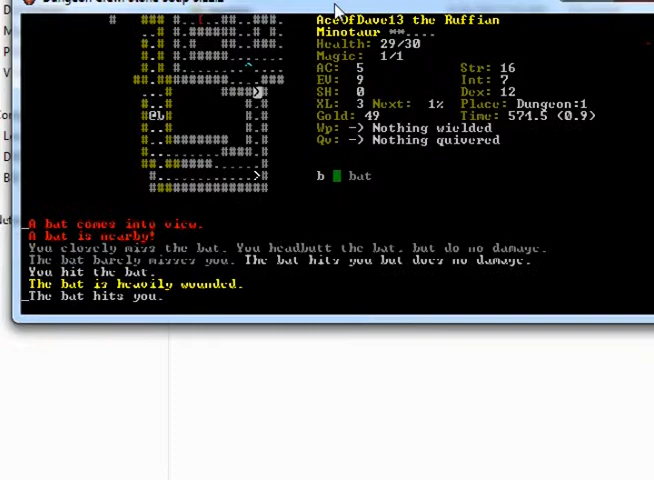 AceOfDave13 the Ruffian
Minotaur **....
Health: 29/30
Magic: 1/1
AC: 5 Str: 16
EV: 9 Int: 7
SH: 0 Dex: 12
XL: 3 Next: 1% Place: Dungeon:1
Gold: 49 Time: 571.5 (0.9)
Wp: -> Nothing wielded
Qv: -> Nothing quivered
b bat
_A bat comes into view.
A bat is nearby!
You closely miss the bat. You headbutt the bat, but do no damage.
The bat barely misses you. The bat hits you but does no damage.
You hit the bat.
The bat is heavily wounded.
_The bat hits you.